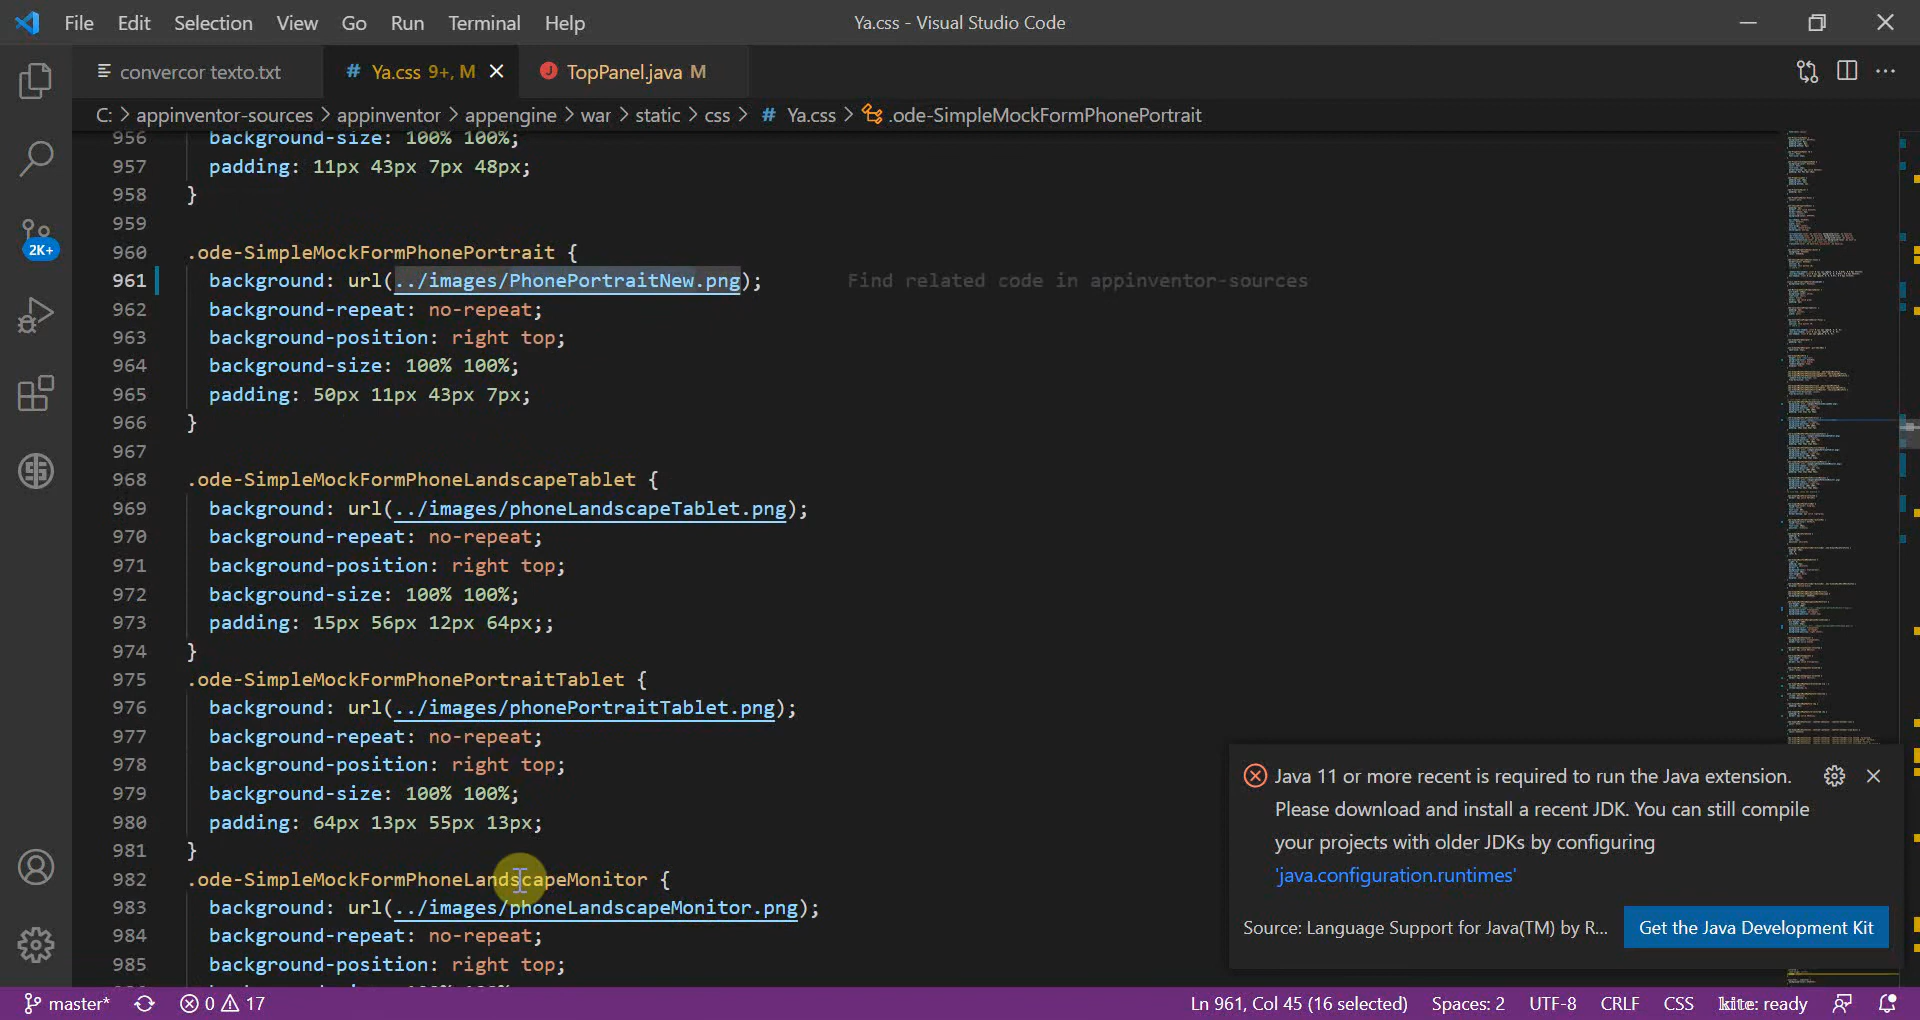 File Edit Selection View Go Run Terminal Help Ya.css - Visual Studio Code
convercor texto.txt # Ya.css 9+, M TopPanel.java M
C: > appinventor-sources > appinventor > appengine > war > static > css > # Ya.css > .ode-SimpleMockFormPhonePortrait
956 background-size: 100% 100%;
957 padding: 11px 43px 7px 48px;
958 }
959
960 .ode-SimpleMockFormPhonePortrait {
961 background: url(../images/PhonePortraitNew.png); Find related code in appinventor-sources
962 background-repeat: no-repeat;
963 background-position: right top;
964 background-size: 100% 100%;
965 padding: 50px 11px 43px 7px;
966 }
967
968 .ode-SimpleMockFormPhoneLandscapeTablet {
969 background: url(../images/phoneLandscapeTablet.png);
970 background-repeat: no-repeat;
971 background-position: right top;
972 background-size: 100% 100%;
973 padding: 15px 56px 12px 64px;;
974 }
975 .ode-SimpleMockFormPhonePortraitTablet {
976 background: url(../images/phonePortraitTablet.png);
977 background-repeat: no-repeat;
978 background-position: right top;
979 background-size: 100% 100%;
980 padding: 64px 13px 55px 13px;
981 }
982 .ode-SimpleMockFormPhoneLandscapeMonitor {
983 background: url(../images/phoneLandscapeMonitor.png);
984 background-repeat: no-repeat;
985 background-position: right top;
2K+
Java 11 or more recent is required to run the Java extension.
Please download and install a recent JDK. You can still compile
your projects with older JDKs by configuring
'java.configuration.runtimes'
Source: Language Support for Java(TM) by R...
Get the Java Development Kit
master* 0 17 Ln 961, Col 45 (16 selected) Spaces: 2 UTF-8 CRLF CSS kite: ready